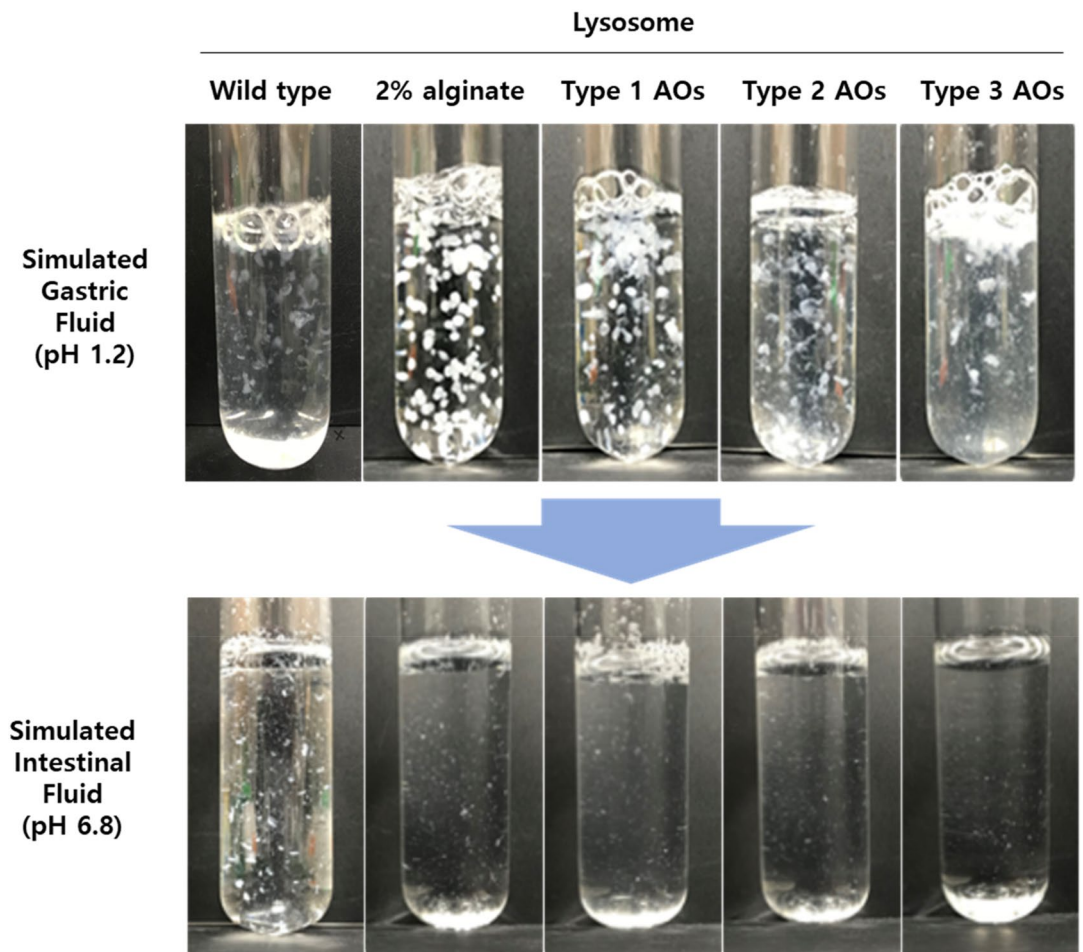 Lysosome
Wild type
2% alginate
Type 1 AOs
Type 2 AOs
Type 3 AOs
Simulated
Gastric
Fluid
(pH 1.2)
Simulated
Intestinal
Fluid
(pH 6.8)